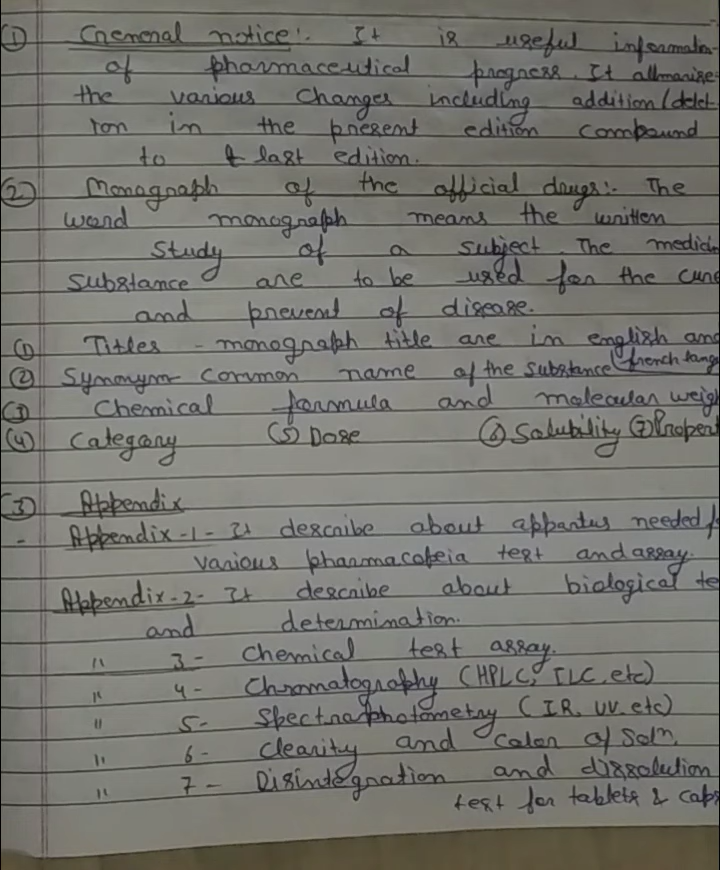 ① General notice :- It is useful information
of pharmaceutical progress. It allmarise
the various changes including addition/delet-
ion in the present edition compound
to & last edition.
② Monograph of the official drugs :- The
word monograph means the written
study of a subject. The medicin
substance are to be used for the cure
and prevent of disease.
① Titles - monograph title are in english and
② Synonym - common name of the substance french lang
③ Chemical formula and molecular weigh
④ Category ⑤ Dose ⑥ Solubility ⑦ Propert
③ Appendix
- Appendix-1- It describe about appartus needed f
various pharmacopeia test and assay.
Appendix-2- It describe about biological te
and determination.
" 3- Chemical test assay.
" 4- Chromatography (HPLC, TLC, etc)
" 5- Spectrophotometry (IR, UV. etc)
" 6- Clearity and color of Soln.
" 7- Disintegration and dissolution
test for tablets & caps